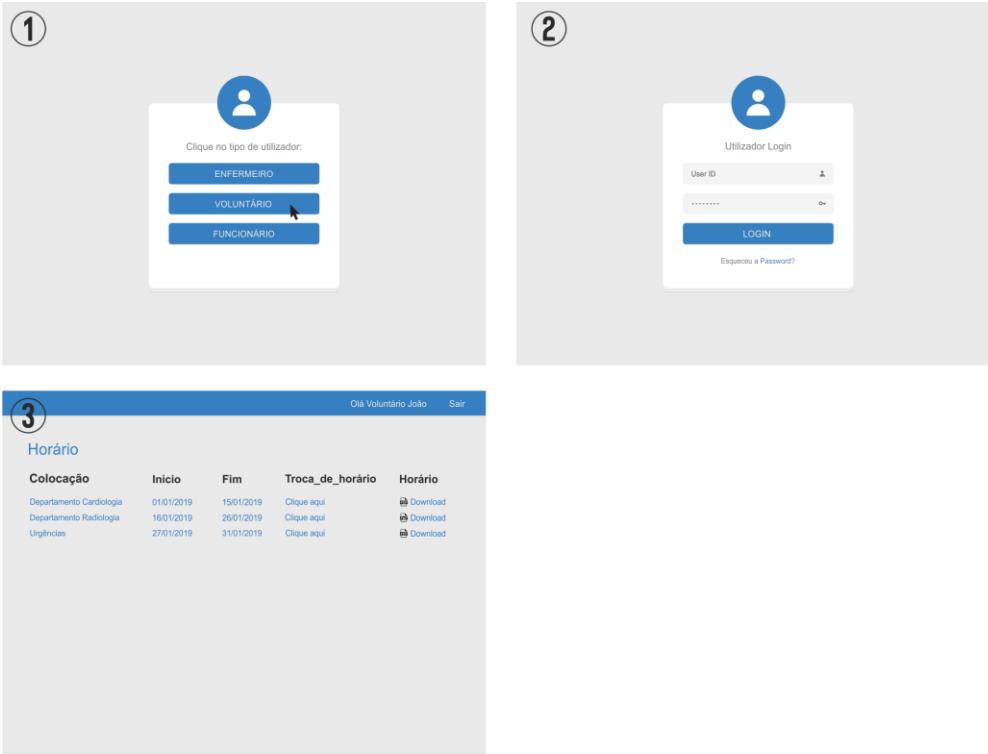 1
Clique no tipo de utilizador:
ENFERMEIRO
VOLUNTÁRIO
FUNCIONÁRIO
2
Utilizador Login
User ID
--------
LOGIN
Esqueceu a Password?
3
Olá Voluntário João Sair
Horário
Colocação Início Fim Troca_de_horário Horário
Departamento Cardiologia 01/01/2019 15/01/2019 Clique aqui Download
Departamento Radiologia 16/01/2019 26/01/2019 Clique aqui Download
Urgências 27/01/2019 31/01/2019 Clique aqui Download